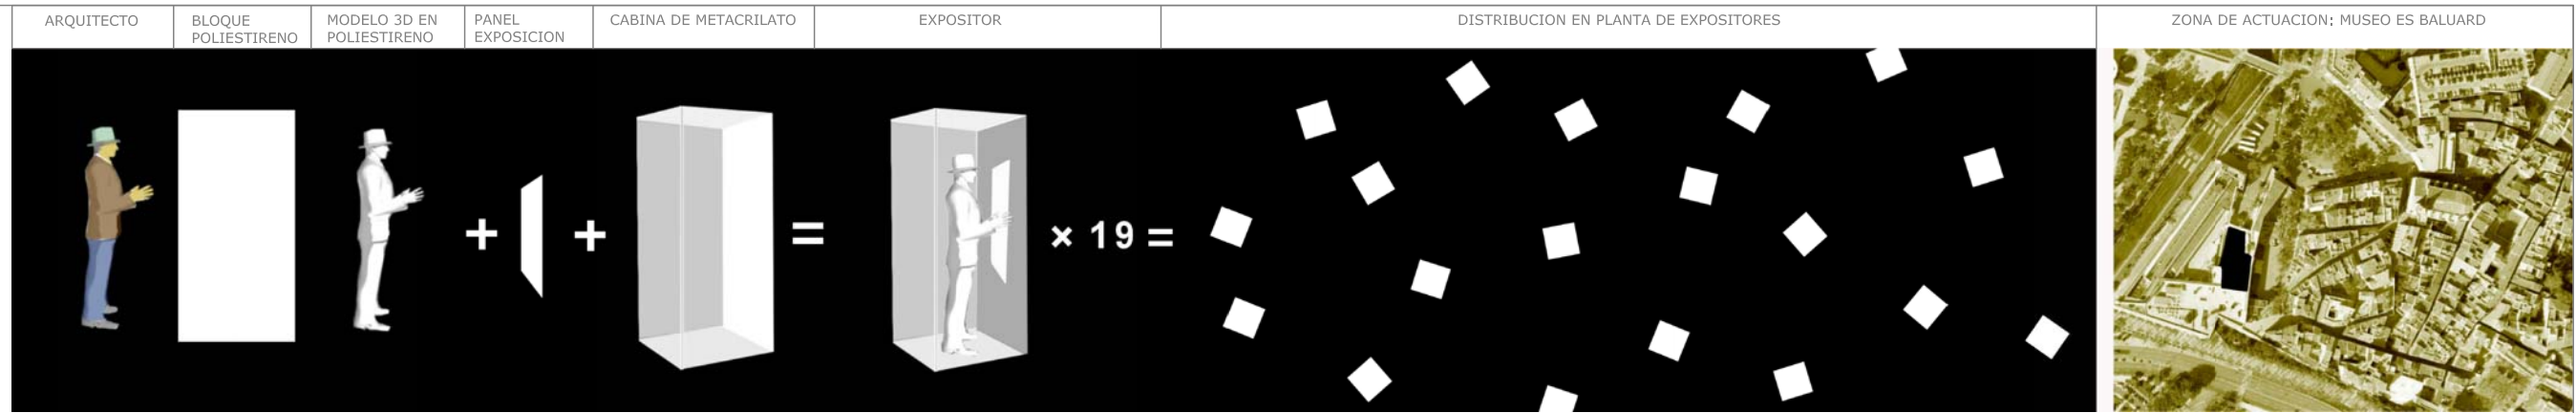 ARQUITECTO
BLOQUE
POLIESTIRENO
MODELO 3D EN
POLIESTIRENO
PANEL
EXPOSICION
CABINA DE METACRILATO
EXPOSITOR
DISTRIBUCION EN PLANTA DE EXPOSITORES
ZONA DE ACTUACION; MUSEO ES BALUARD
+
+
=
× 19 =